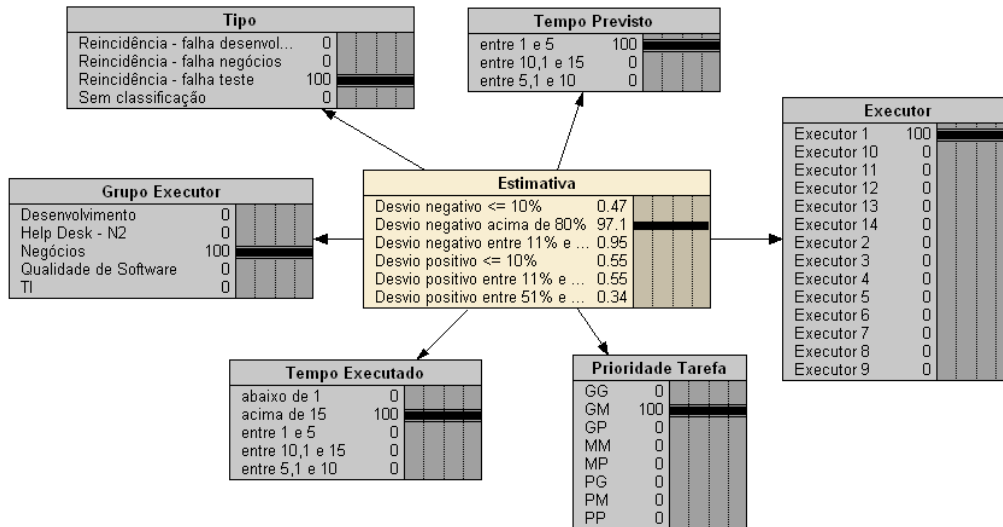 Tipo
Reincidência - falha desenvol... 0
Reincidência - falha negócios 0
Reincidência - falha teste 100
Sem classificação 0
Tempo Previsto
entre 1 e 5 100
entre 10,1 e 15 0
entre 5,1 e 10 0
Executor
Executor 1 100
Executor 10 0
Executor 11 0
Executor 12 0
Executor 13 0
Executor 14 0
Executor 2 0
Executor 3 0
Executor 4 0
Executor 5 0
Executor 6 0
Executor 7 0
Executor 8 0
Executor 9 0
Grupo Executor
Desenvolvimento 0
Help Desk - N2 0
Negócios 100
Qualidade de Software 0
TI 0
Estimativa
Desvio negativo <= 10% 0.47
Desvio negativo acima de 80% 97.1
Desvio negativo entre 11% e ... 0.95
Desvio positivo <= 10% 0.55
Desvio positivo entre 11% e ... 0.55
Desvio positivo entre 51% e ... 0.34
Tempo Executado
abaixo de 1 0
acima de 15 100
entre 1 e 5 0
entre 10,1 e 15 0
entre 5,1 e 10 0
Prioridade Tarefa
GG 0
GM 100
GP 0
MM 0
MP 0
PG 0
PM 0
PP 0